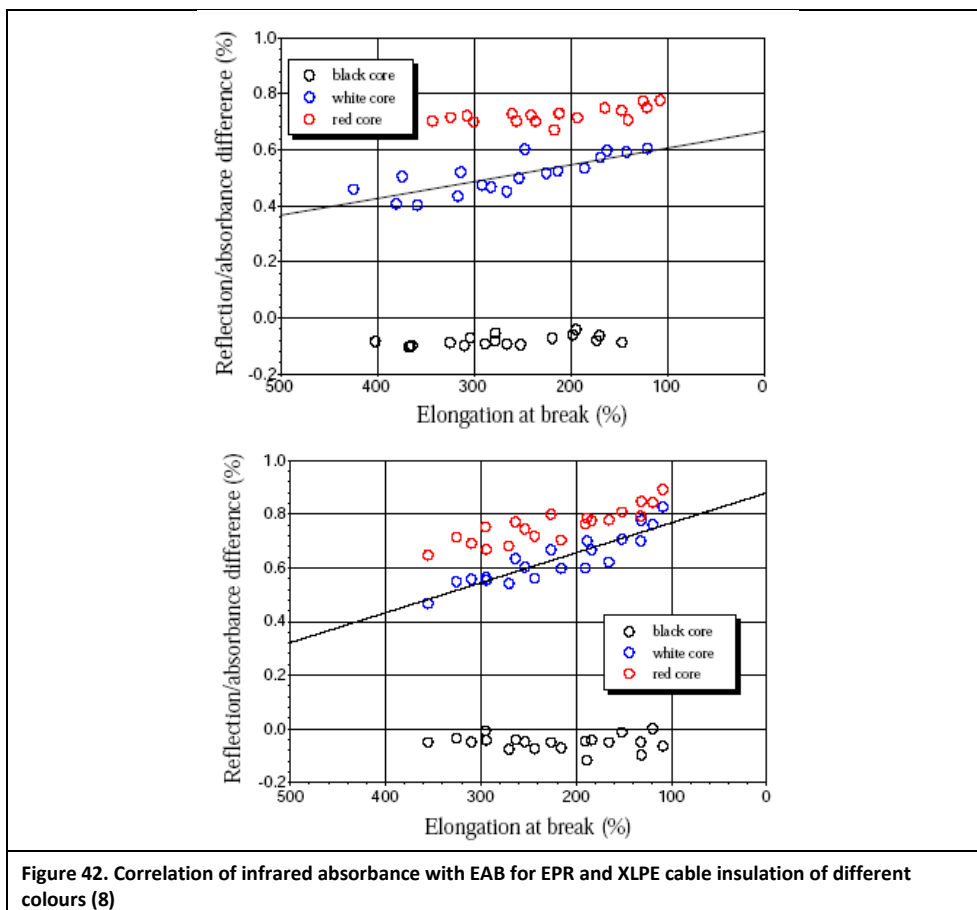 1.0
0.8
0.6
0.4
0.2
0.0
-0.2
Reflection/absorbance difference (%)
black core
white core
red core
500 400 300 200 100 0
Elongation at break (%)
1.0
0.8
0.6
0.4
0.2
0.0
-0.2
Reflection/absorbance difference (%)
black core
white core
red core
500 400 300 200 100 0
Elongation at break (%)
Figure 42. Correlation of infrared absorbance with EAB for EPR and XLPE cable insulation of different
colours (8)